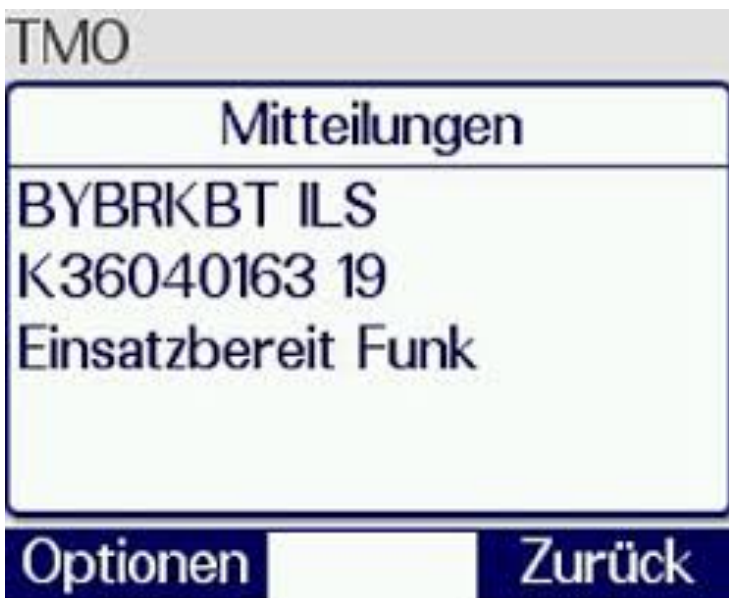 TMO
Mitteilungen
BYBRKBT ILS
K36040163 19
Einsatzbereit Funk
Optionen Zurück